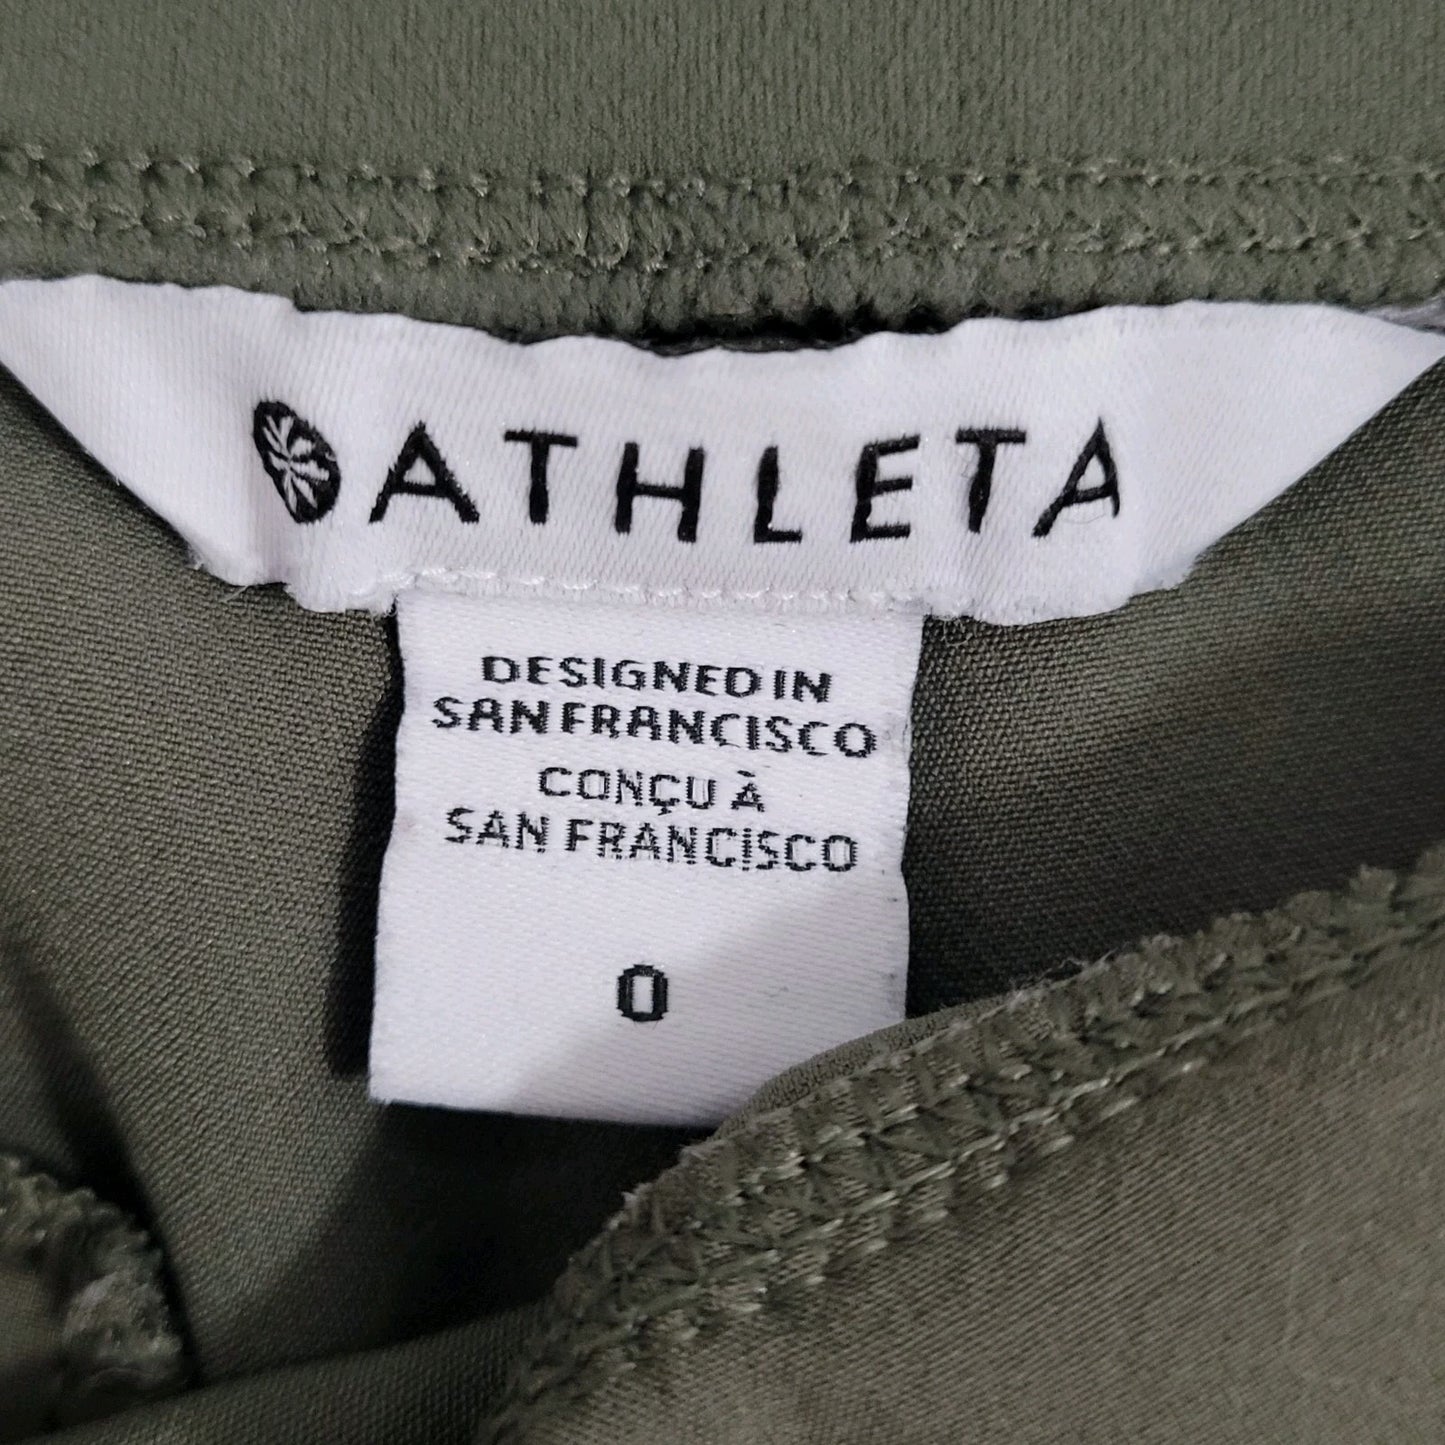 ATHLETA
DESIGNED IN
SAN FRANCISCO
CONÇU À
SAN FRANCISCO
0